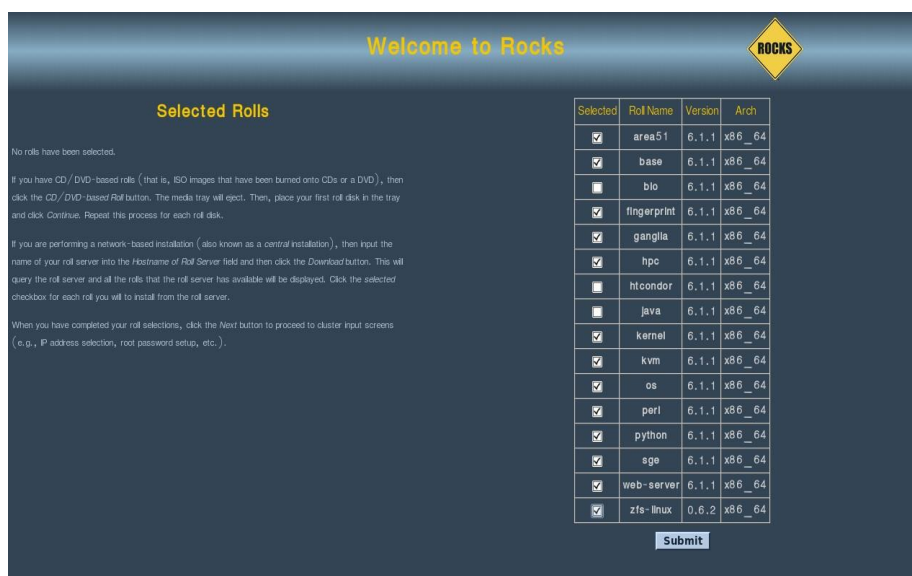 Welcome to Rocks
ROCKS
Selected Rolls
No rolls have been selected.
If you have CD/DVD-based rolls (that is, ISO images that have been burned onto CDs or a DVD), then
click the CD/DVD-based Roll button. The media tray will eject. Then, place your first roll disk in the tray
and click Continue. Repeat this process for each roll disk.
If you are performing a network-based installation (also known as a central installation), then input the
name of your roll server into the Hostname of Roll Server field and then click the Download button. This will
query the roll server and all the rolls that the roll server has available will be displayed. Click the selected
checkbox for each roll you will to install from the roll server.
When you have completed your roll selections, click the Next button to proceed to cluster input screens
(e.g., IP address selection, root password setup, etc.).
Selected Roll Name Version Arch
area51 6.1.1 x86_64
base 6.1.1 x86_64
bio 6.1.1 x86_64
fingerprint 6.1.1 x86_64
ganglia 6.1.1 x86_64
hpc 6.1.1 x86_64
htcondor 6.1.1 x86_64
java 6.1.1 x86_64
kernel 6.1.1 x86_64
kvm 6.1.1 x86_64
os 6.1.1 x86_64
perl 6.1.1 x86_64
python 6.1.1 x86_64
sge 6.1.1 x86_64
web-server 6.1.1 x86_64
zfs-linux 0.6.2 x86_64
Submit